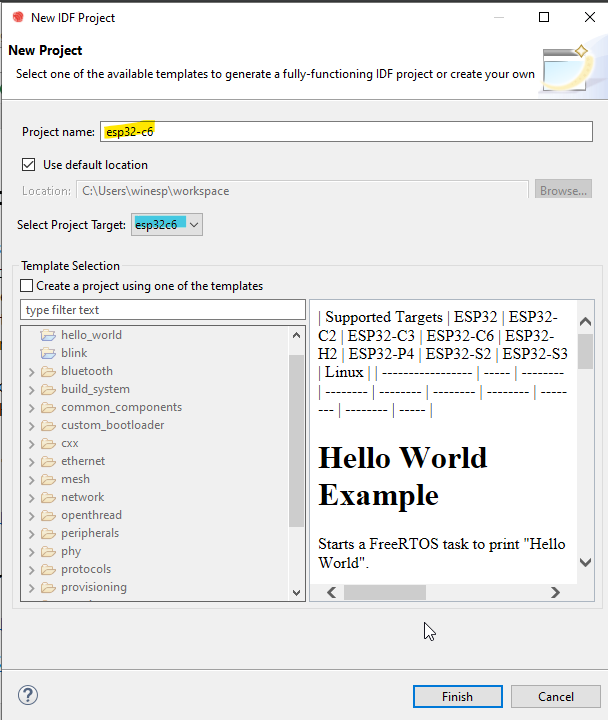 New IDF Project
New Project
Select one of the available templates to generate a fully-functioning IDF project or create your own
Project name:
esp32-c6
Use default location
Location:
C:\Users\winesp\workspace
Browse...
Select Project Target:
esp32c6
Template Selection
Create a project using one of the templates
type filter text
hello_world
blink
bluetooth
build_system
common_components
custom_bootloader
cxx
ethernet
mesh
network
openthread
peripherals
phy
protocols
provisioning
| Supported Targets | ESP32 | ESP32-
C2 | ESP32-C3 | ESP32-C6 | ESP32-
H2 | ESP32-P4 | ESP32-S2 | ESP32-S3
| Linux | | ----------------- | ----- | --------
| -------- | -------- | -------- | -------- | -----
--- | -------- | ----- |
Hello World
Example
Starts a FreeRTOS task to print "Hello
World".
?
Finish
Cancel